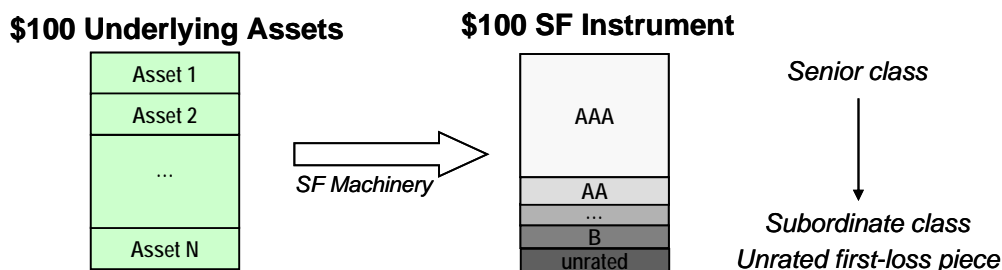 $100 Underlying Assets
Asset 1
Asset 2
...
Asset N
SF Machinery
$100 SF Instrument
AAA
AA
...
B
unrated
Senior class
Subordinate class
Unrated first-loss piece